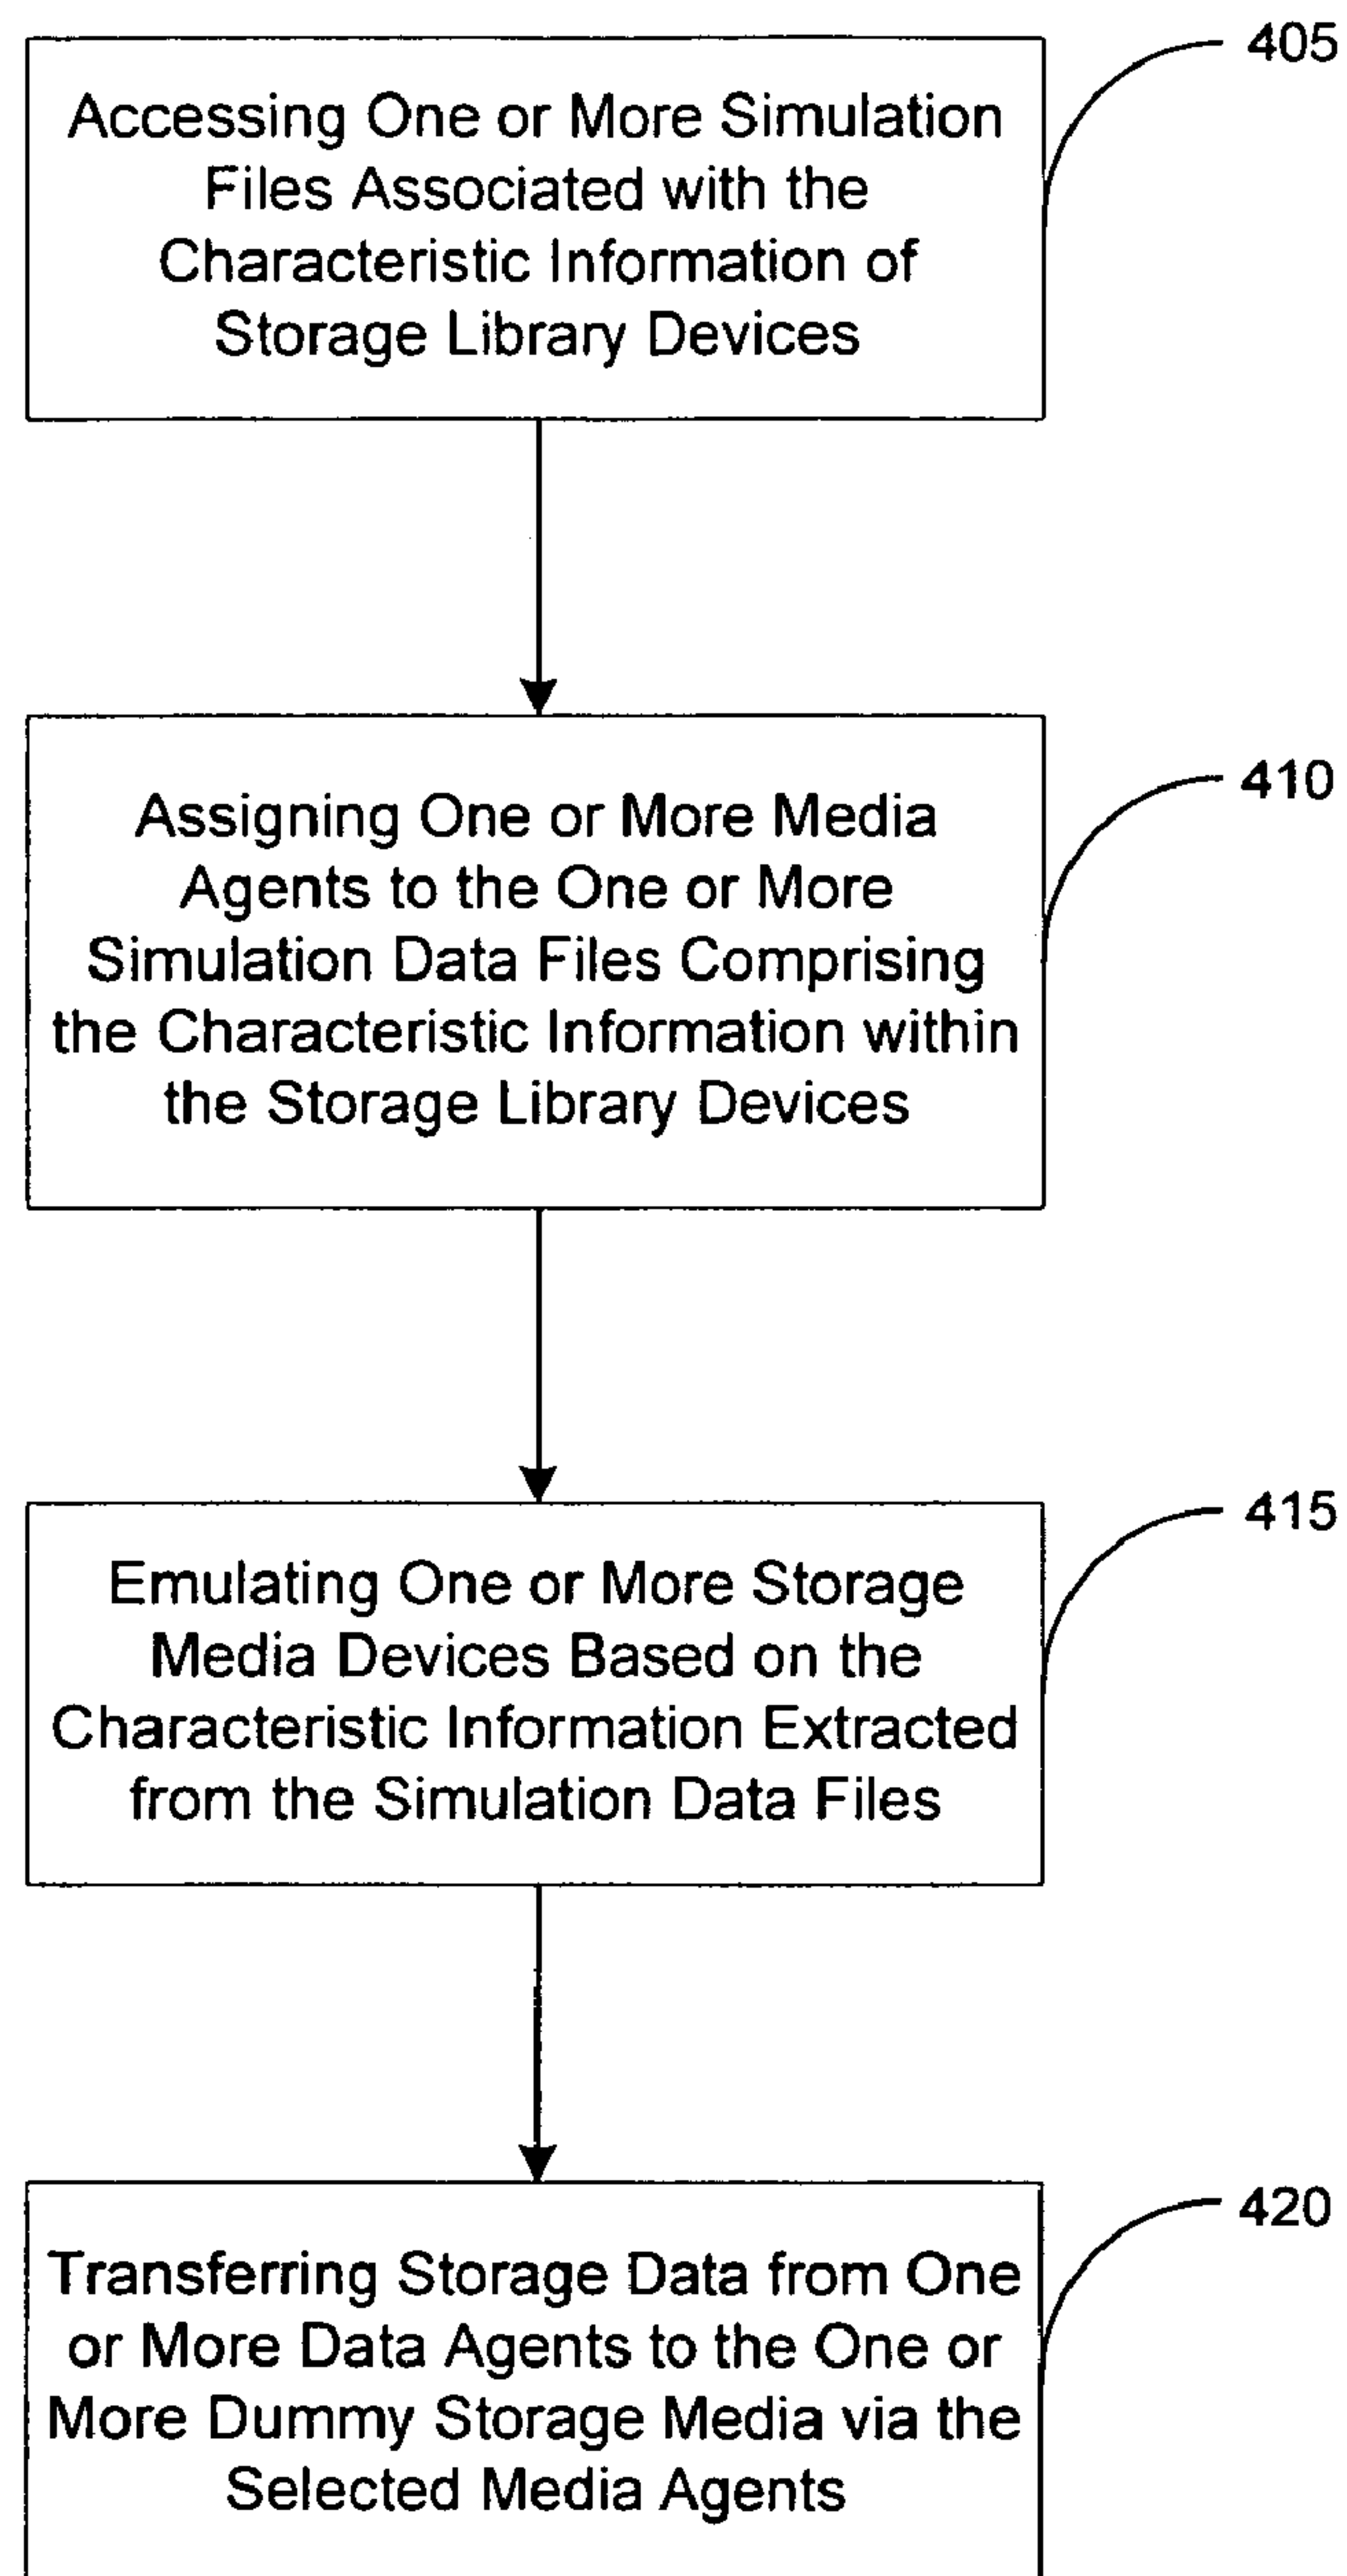 405
Accessing One or More Simulation
Files Associated with the
Characteristic Information of
Storage Library Devices
410
Assigning One or More Media
Agents to the One or More
Simulation Data Files Comprising
the Characteristic Information within
the Storage Library Devices
415
Emulating One or More Storage
Media Devices Based on the
Characteristic Information Extracted
from the Simulation Data Files
420
Transferring Storage Data from One
or More Data Agents to the One or
More Dummy Storage Media via the
Selected Media Agents